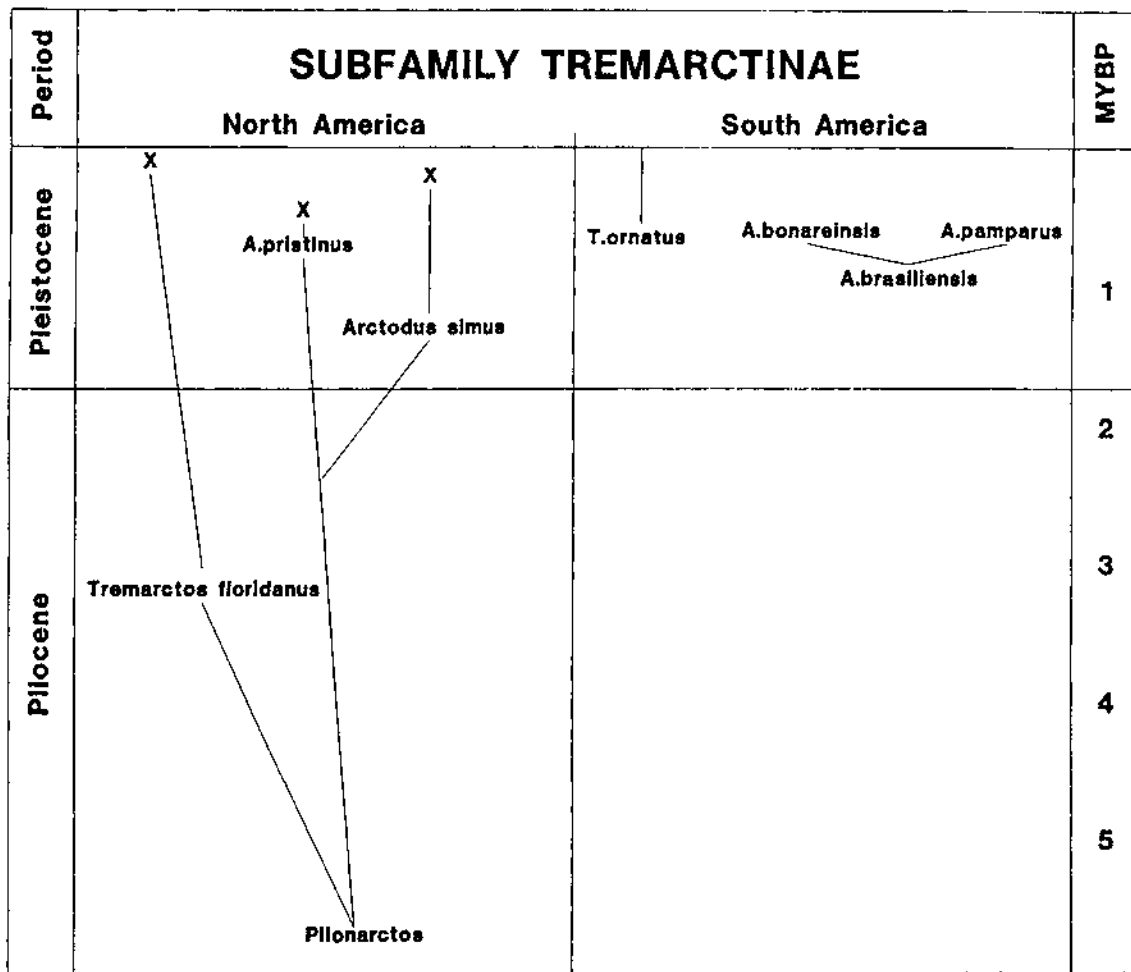 Period
SUBFAMILY TREMARCTINAE
MYBP
North America
South America
Pleistocene
X
X
X
A.pristinus
T.ornatus
A.bonareinsis
A.pamparus
A.brasiliensis
1
Arctodus simus
2
3
Tremarctos floridanus
Pliocene
4
5
Plionarctos